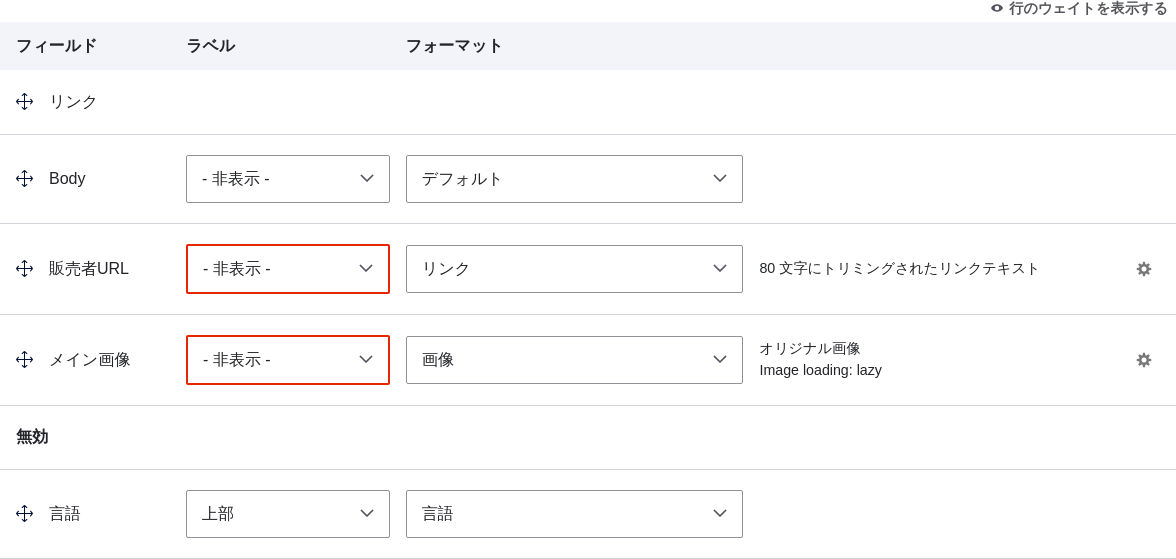 行のウェイトを表示する
フィールド ラベル フォーマット
リンク
Body - 非表示 - デフォルト
販売者URL - 非表示 - リンク 80 文字にトリミングされたリンクテキスト
メイン画像 - 非表示 - 画像 オリジナル画像
Image loading: lazy
無効
言語 上部 言語